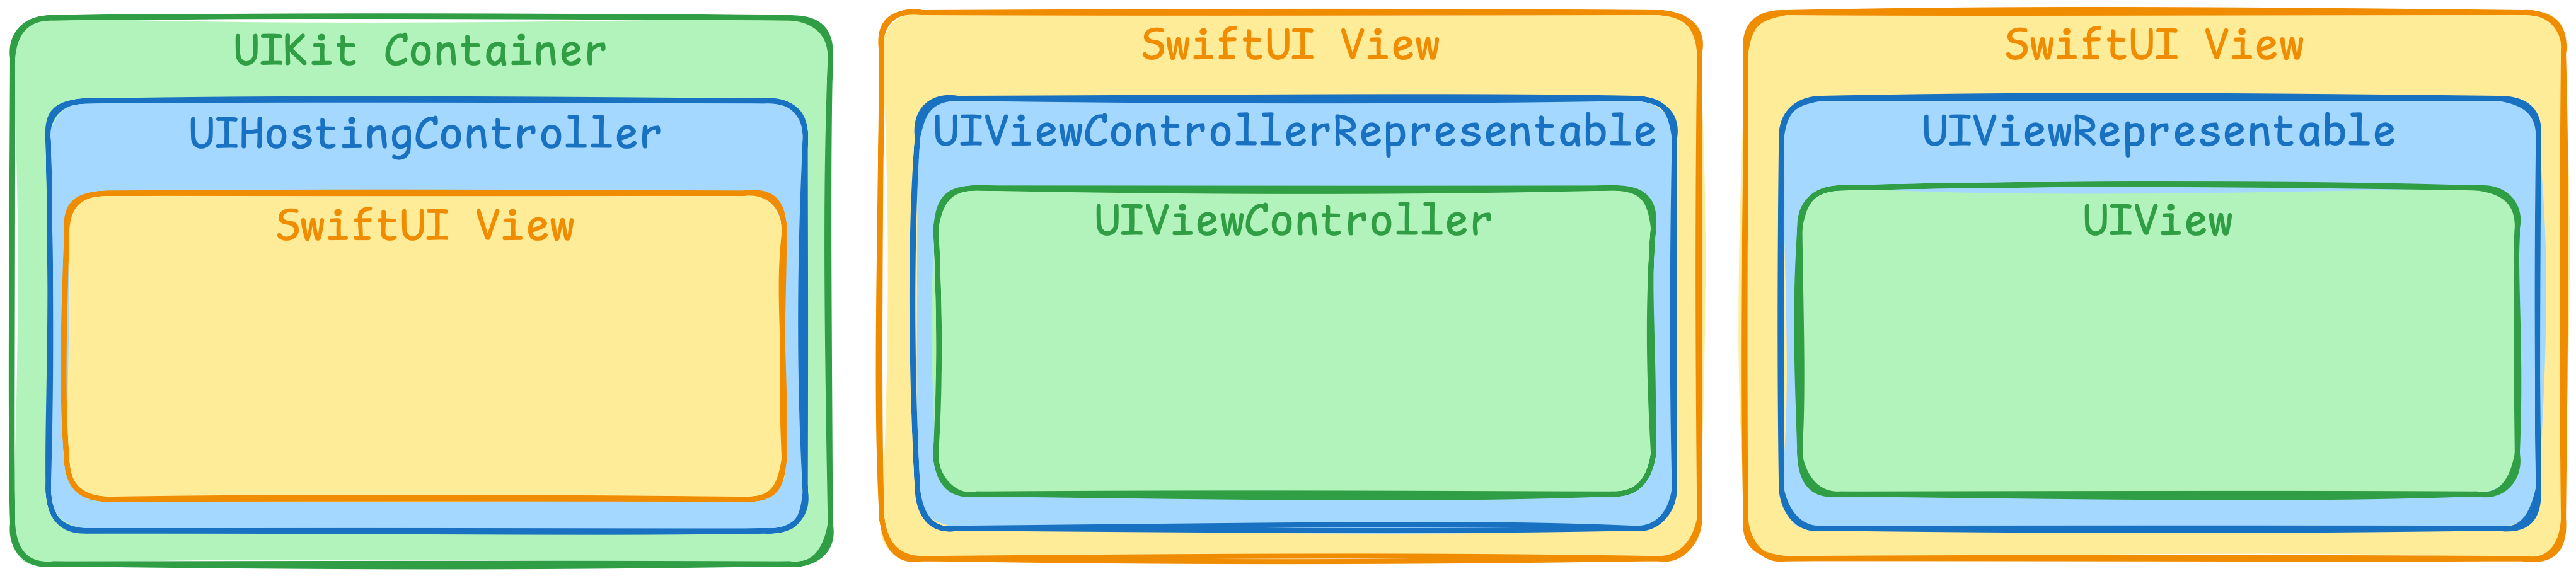 UIKit Container
UIHostingController
SwiftUI View
SwiftUI View
UIViewControllerRepresentable
UIViewController
SwiftUI View
UIViewRepresentable
UIView